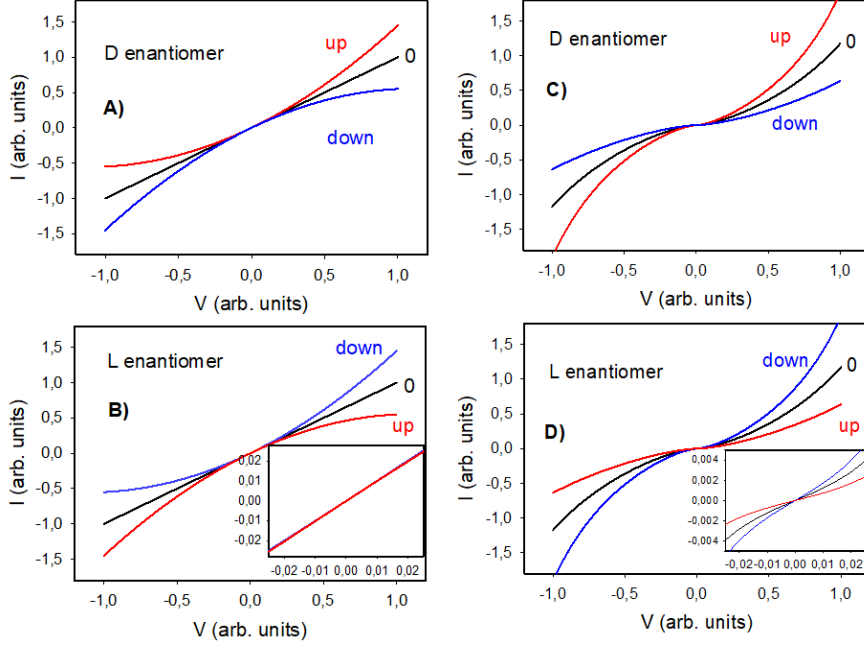 D enantiomer
up
0
A)
down
I (arb. units)
1,5
1,0
0,5
0,0
-0,5
-1,0
-1,5
-1,0 -0,5 0,0 0,5 1,0
V (arb. units)
D enantiomer
up
0
C)
down
I (arb. units)
1,5
1,0
0,5
0,0
-0,5
-1,0
-1,5
-1,0 -0,5 0,0 0,5 1,0
V (arb. units)
L enantiomer
down
0
B)
up
I (arb. units)
1,5
1,0
0,5
0,0
-0,5
-1,0
-1,5
0,02
0,01
0,00
-0,01
-0,02
-0,02 -0,01 0,00 0,01 0,02
-1,0 -0,5 0,0 0,5 1,0
V (arb. units)
L enantiomer
down
0
D)
up
I (arb. units)
1,5
1,0
0,5
0,0
-0,5
-1,0
-1,5
0,004
0,002
0,000
-0,002
-0,004
-0,02 -0,01 0,00 0,01 0,02
-1,0 -0,5 0,0 0,5 1,0
V (arb. units)